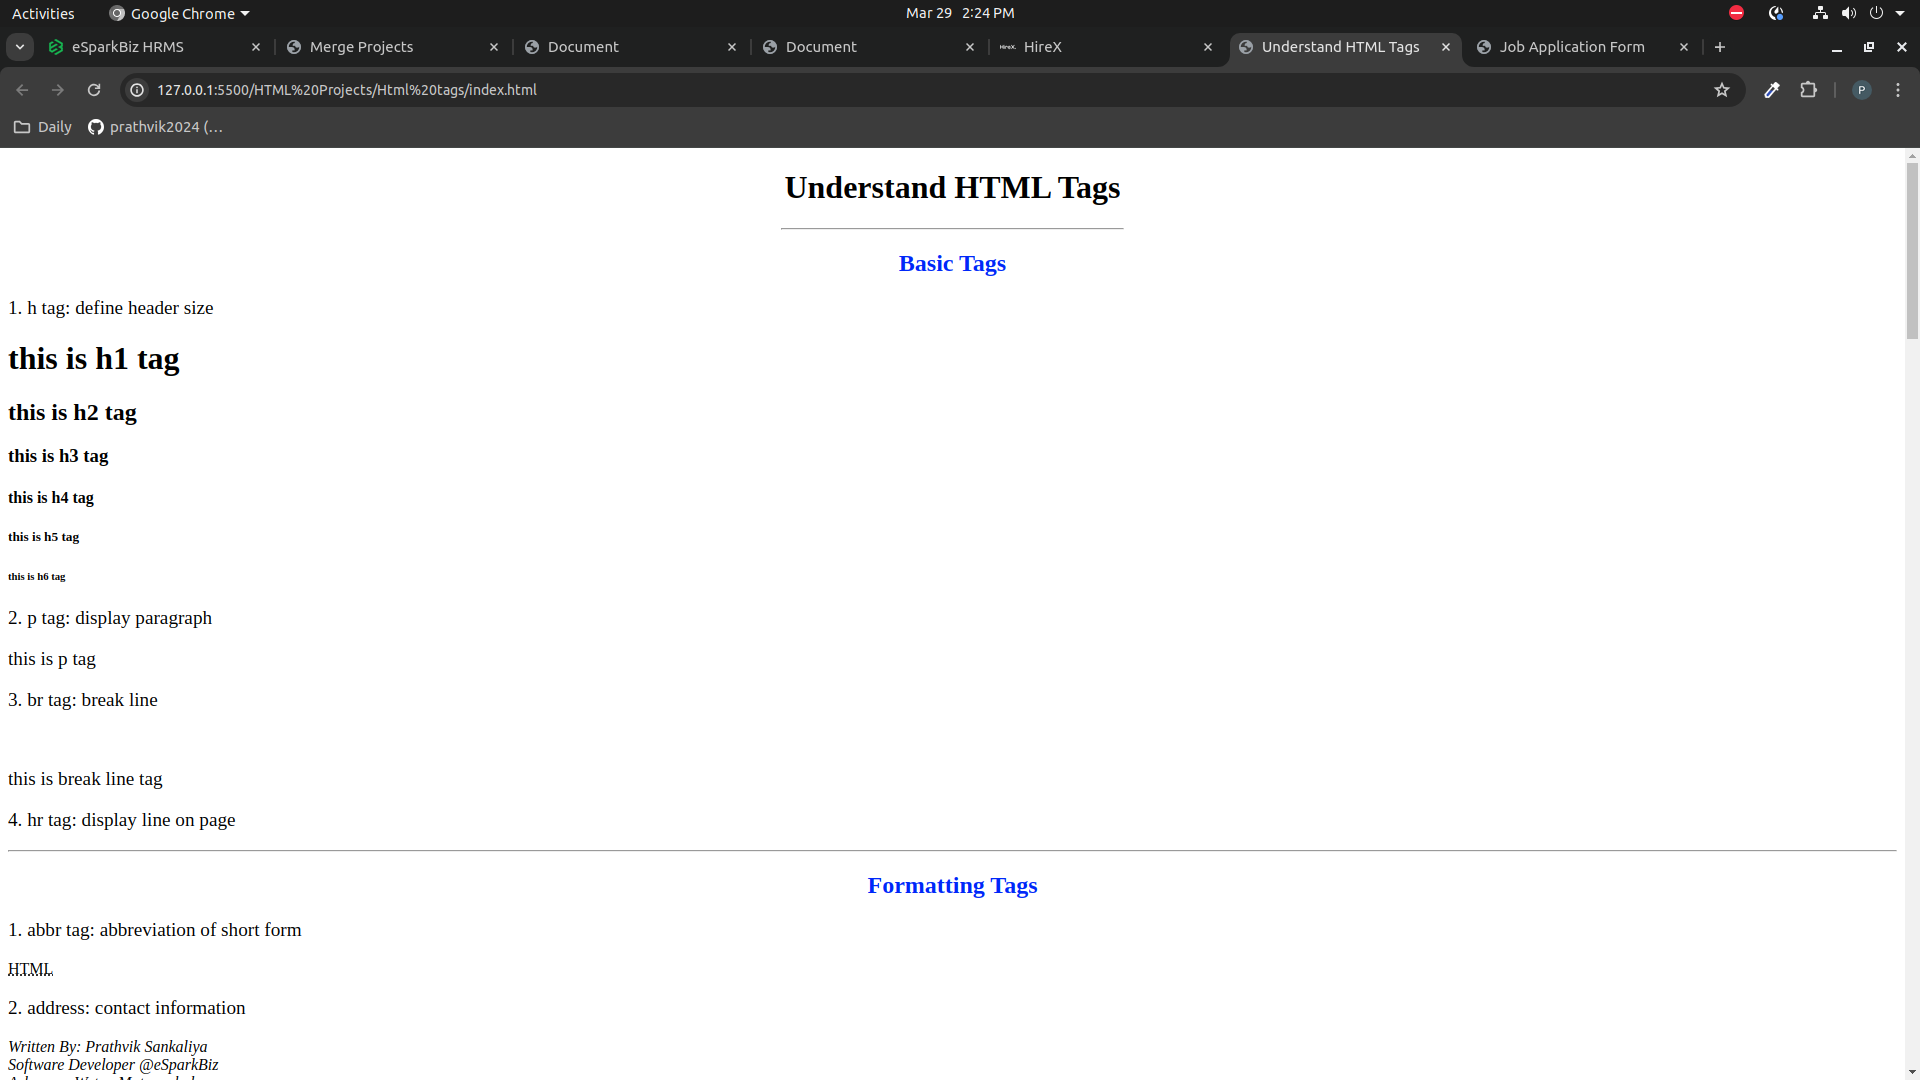 Activities
Google Chrome
Mar 29 2:24 PM
eSparkBiz HRMS
Merge Projects
Document
Document
HireX. HireX
Understand HTML Tags
Job Application Form
127.0.0.1:5500/HTML%20Projects/Html%20tags/index.html
P
Daily
prathvik2024 (...
Understand HTML Tags
Basic Tags
1. h tag: define header size
this is h1 tag
this is h2 tag
this is h3 tag
this is h4 tag
this is h5 tag
this is h6 tag
2. p tag: display paragraph
this is p tag
3. br tag: break line
this is break line tag
4. hr tag: display line on page
Formatting Tags
1. abbr tag: abbreviation of short form
HTML
2. address: contact information
Written By: Prathvik Sankaliya
Software Developer @eSparkBiz